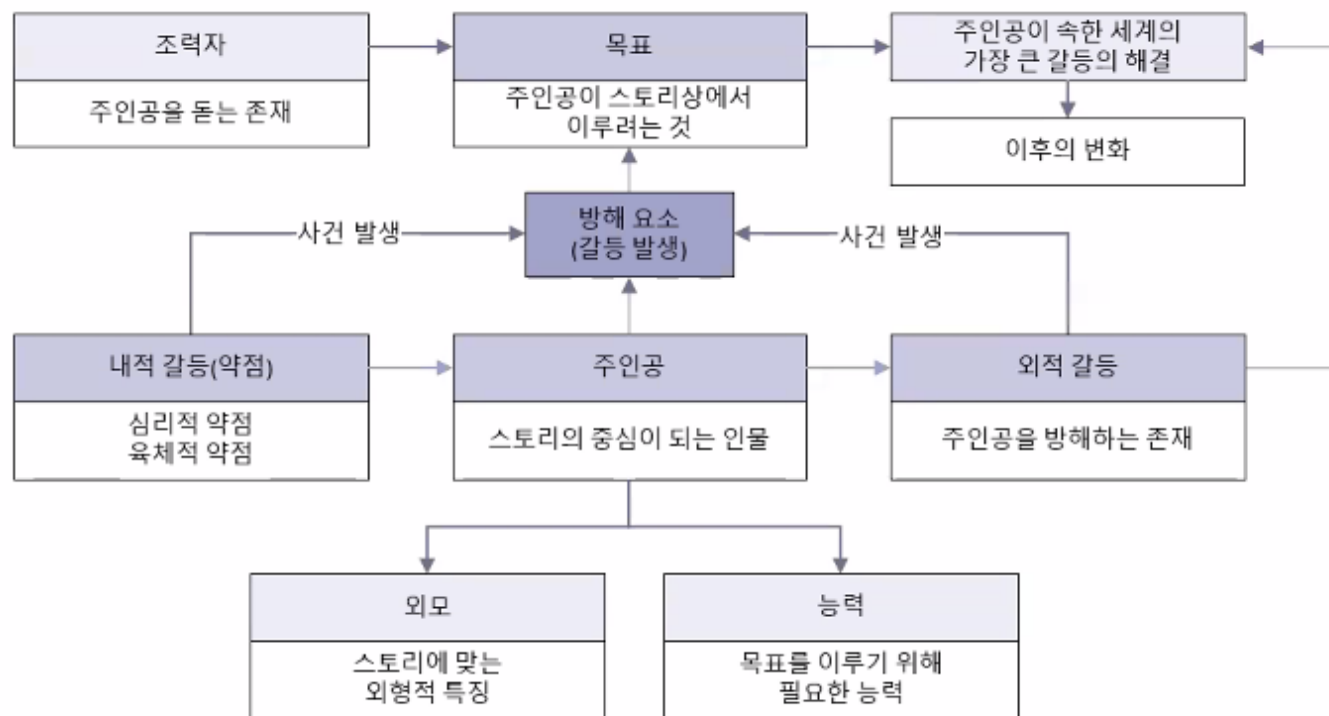 조력자
주인공을 돕는 존재
목표
주인공이 스토리상에서
이루려는 것
주인공이 속한 세계의
가장 큰 갈등의 해결
이후의 변화
사건 발생
방해 요소
(갈등 발생)
사건 발생
내적 갈등(약점)
심리적 약점
육체적 약점
주인공
스토리의 중심이 되는 인물
외적 갈등
주인공을 방해하는 존재
외모
스토리에 맞는
외형적 특징
능력
목표를 이루기 위해
필요한 능력